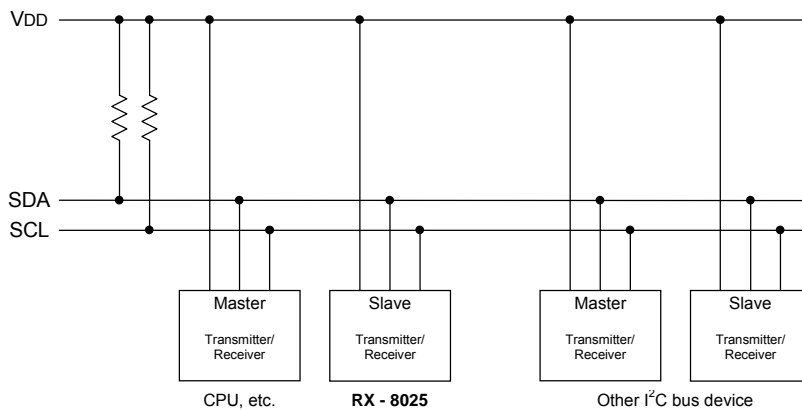 VDD
SDA
SCL
Master
Transmitter/
Receiver
Slave
Transmitter/
Receiver
Master
Transmitter/
Receiver
Slave
Transmitter/
Receiver
CPU, etc.
RX - 8025
Other I²C bus device